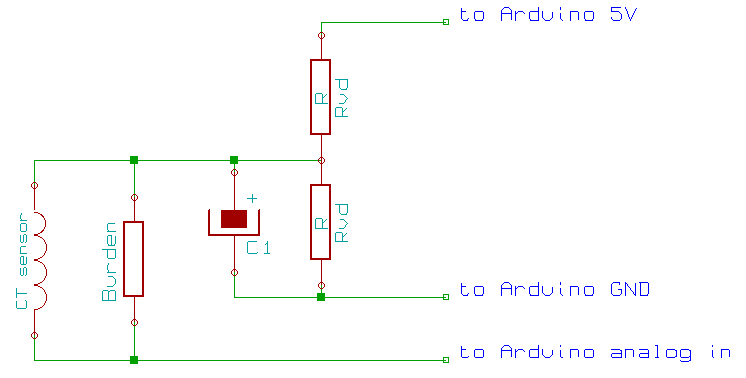 to Arduino 5V
R
Rvd
CT sensor
Burden
+
C1
R
Rvd
to Arduino GND
to Arduino analog in